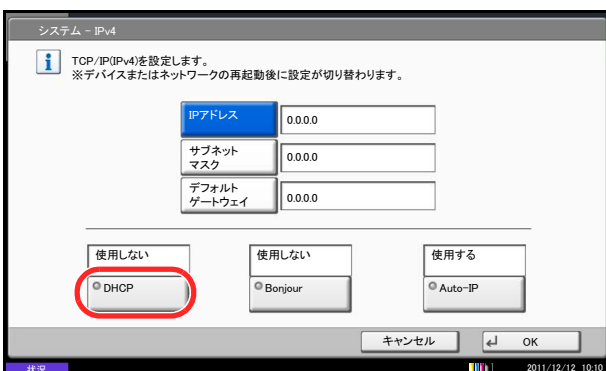 システム - IPv4
TCP/IP(IPv4)を設定します。
※デバイスまたはネットワークの再起動後に設定が切り替わります。
IPアドレス
0.0.0.0
サブネット
マスク
0.0.0.0
デフォルト
ゲートウェイ
0.0.0.0
使用しない
使用しない
使用する
DHCP
Bonjour
Auto-IP
キャンセル
OK
状況
2011/12/12 10:10